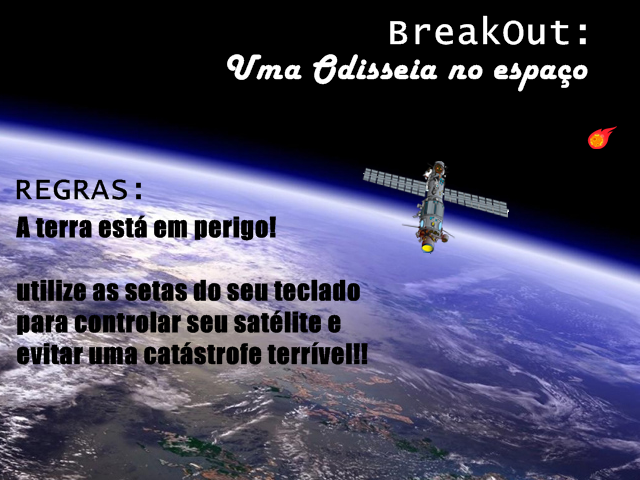 BreakOut:
Uma Odisseia no espaço
REGRAS:
A terra está em perigo!
utilize as setas do seu teclado
para controlar seu satélite e
evitar uma catástrofe terrível!!